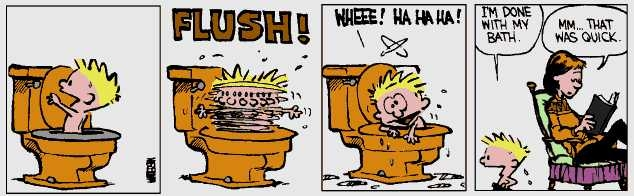 FLUSH!
WHEEE! HA HA HA!
I'M DONE
WITH MY
BATH.
MM... THAT
WAS QUICK.